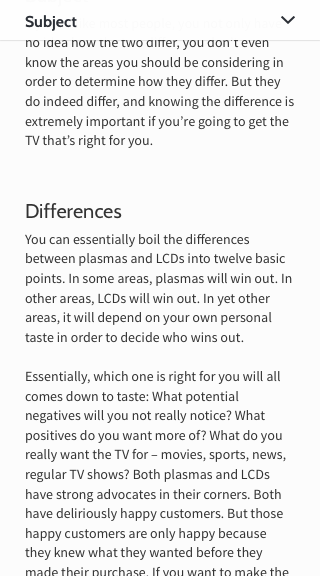 Subject
no idea how the two differ, you don't even
know the areas you should be considering in
order to determine how they differ. But they
do indeed differ, and knowing the difference is
extremely important if you're going to get the
TV that's right for you.
Differences
You can essentially boil the differences
between plasmas and LCDs into twelve basic
points. In some areas, plasmas will win out. In
other areas, LCDs will win out. In yet other
areas, it will depend on your own personal
taste in order to decide who wins out.
Essentially, which one is right for you will all
comes down to taste: What potential
negatives will you not really notice? What
positives do you want more of? What do you
really want the TV for – movies, sports, news,
regular TV shows? Both plasmas and LCDs
have strong advocates in their corners. Both
have deliriously happy customers. But those
happy customers are only happy because
they knew what they wanted before they
made their purchase. If you want to make the